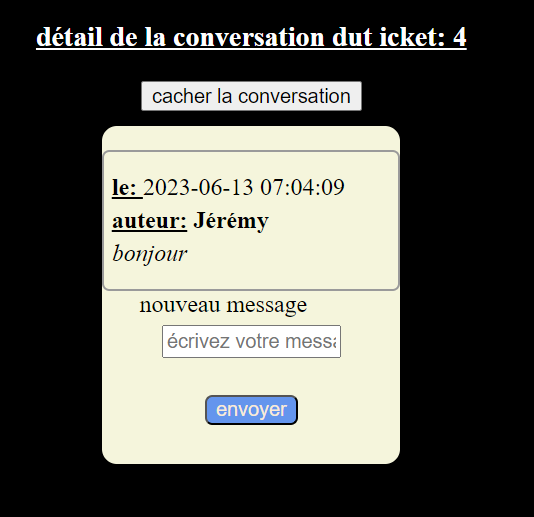 détail de la conversation dut icket: 4
cacher la conversation
le: 2023-06-13 07:04:09
auteur: Jérémy
bonjour
nouveau message
écrivez votre messa
envoyer